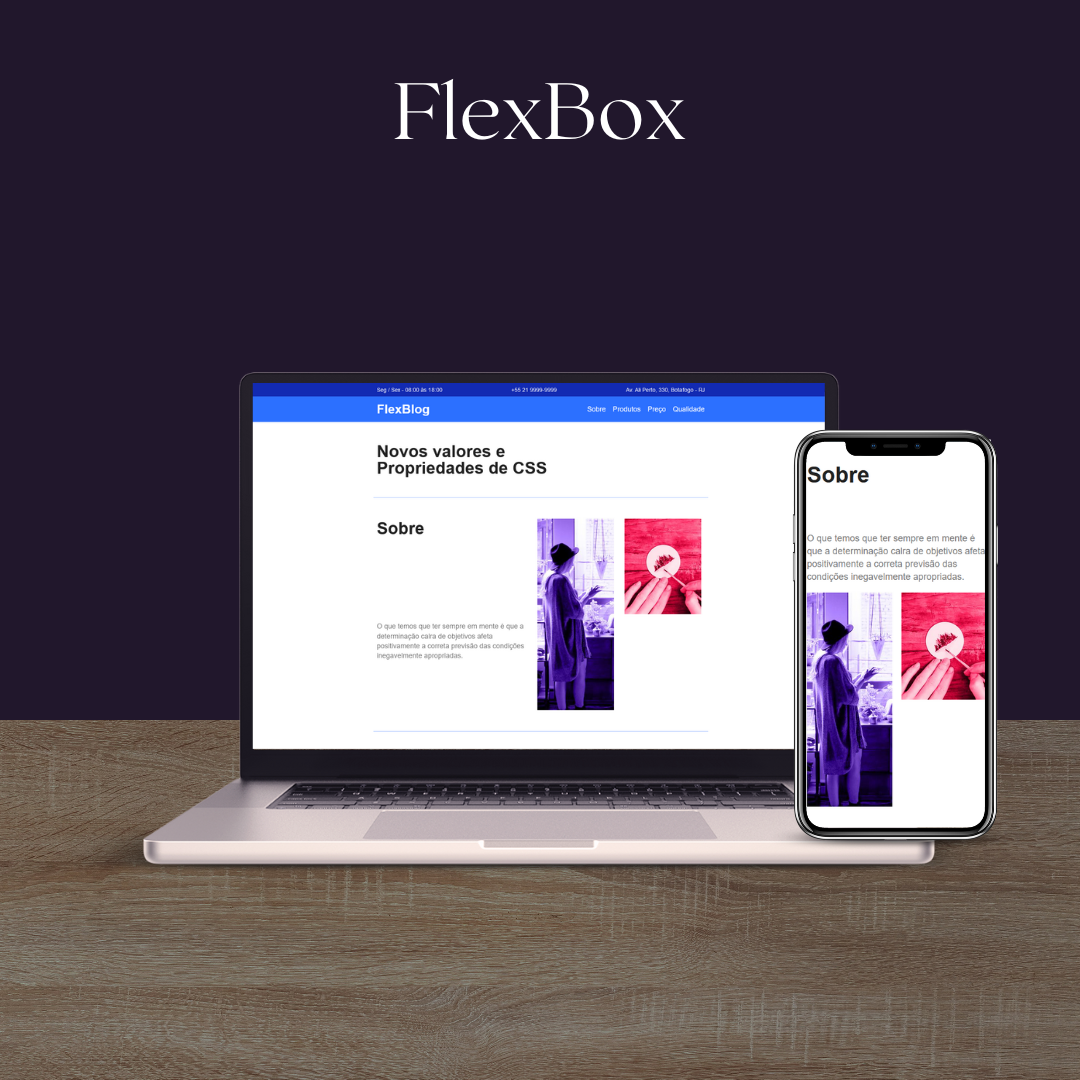 FlexBox
Seg / Sex - 08:00 às 18:00 +55 21 9999-9999 Av. Ali Perto, 330, Botafogo - RJ
FlexBlog Sobre Produtos Preço Qualidade
Novos valores e
Propriedades de CSS
Sobre
O que temos que ter sempre em mente é que a
determinação calra de objetivos afeta
positivamente a correta previsão das condições
inegavelmente apropriadas.
Sobre
O que temos que ter sempre em mente é
que a determinação calra de objetivos afeta
positivamente a correta previsão das
condições inegavelmente apropriadas.